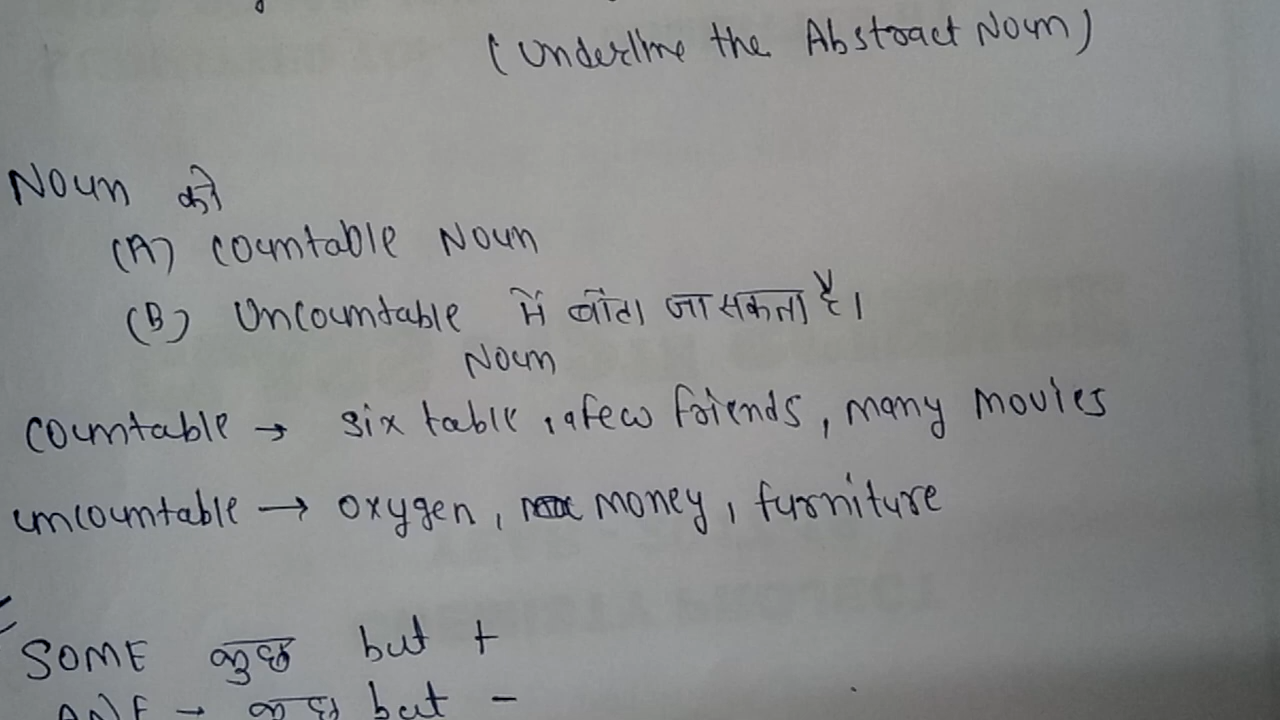 (Underline the Abstract Noun)
Noun को
(A) Countable Noun
(B) Uncountable में बाँटा जा सकता है।
Noun
Countable → six table, a few friends, many movies
uncountable → oxygen, money, furniture
SOME कुछ but +
→ कुछ but -